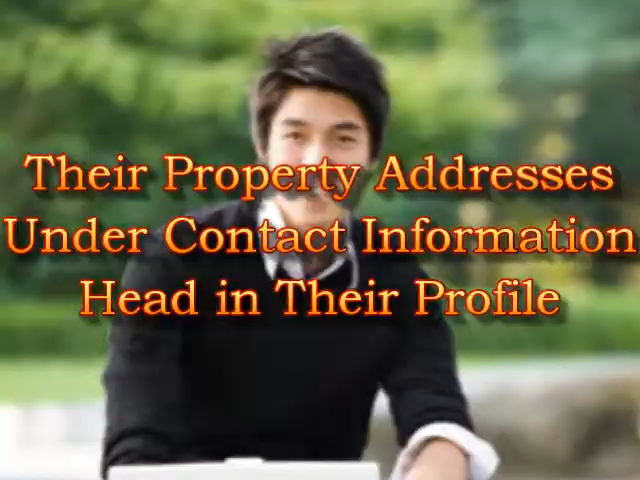 Their Property Addresses
Under Contact Information
Head in Their Profile